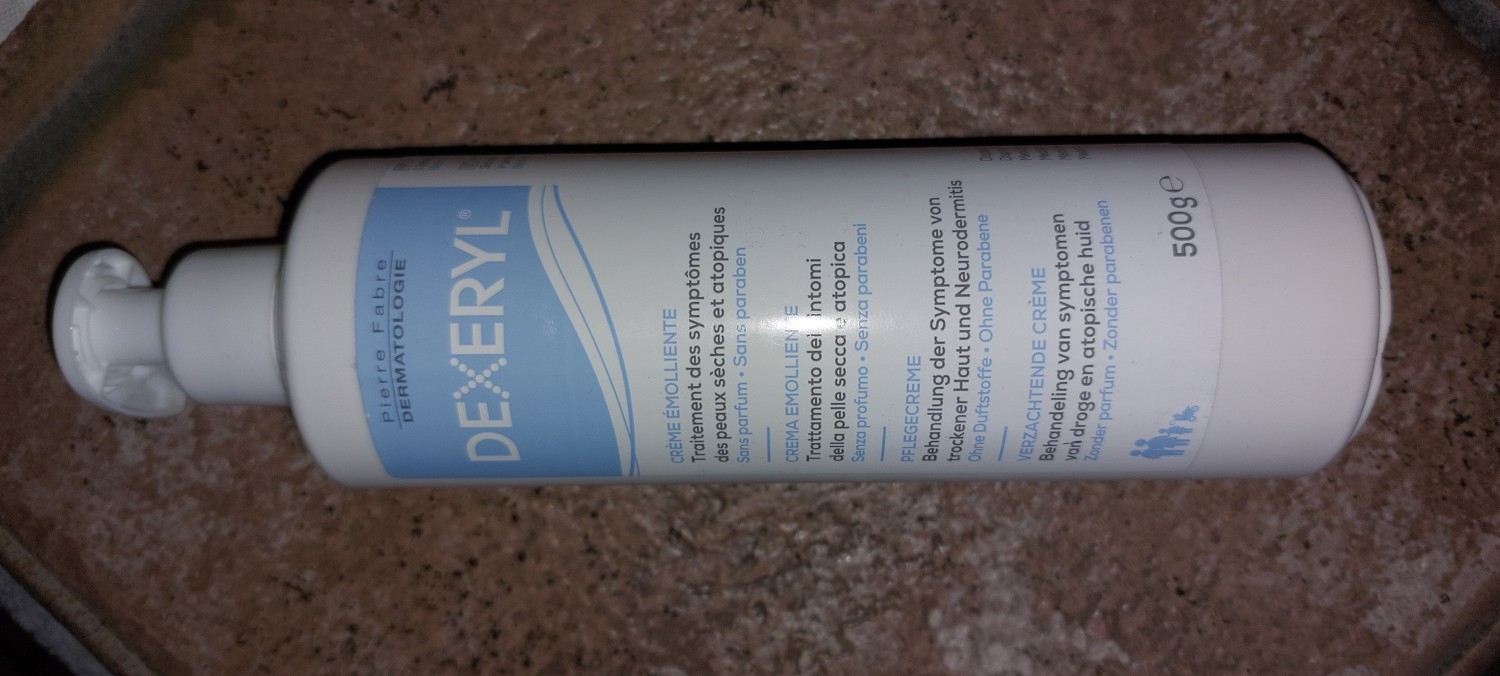 Pierre Fabre
DERMATOLOGIE
DEXERYL®
CRÈME ÉMOLLIENTE
Traitement des symptômes
des peaux sèches et atopiques
Sans parfum • Sans paraben
CREMA EMOLLIENTE
Trattamento dei sintomi
della pelle secca e atopica
Senza profumo • Senza parabeni
PFLEGECREME
Behandlung der Symptome von
trockener Haut und Neurodermitis
Ohne Duftstoffe • Ohne Parabene
VERZACHTENDE CRÈME
Behandeling van symptomen
van droge en atopische huid
Zonder parfum • Zonder parabenen
500g℮